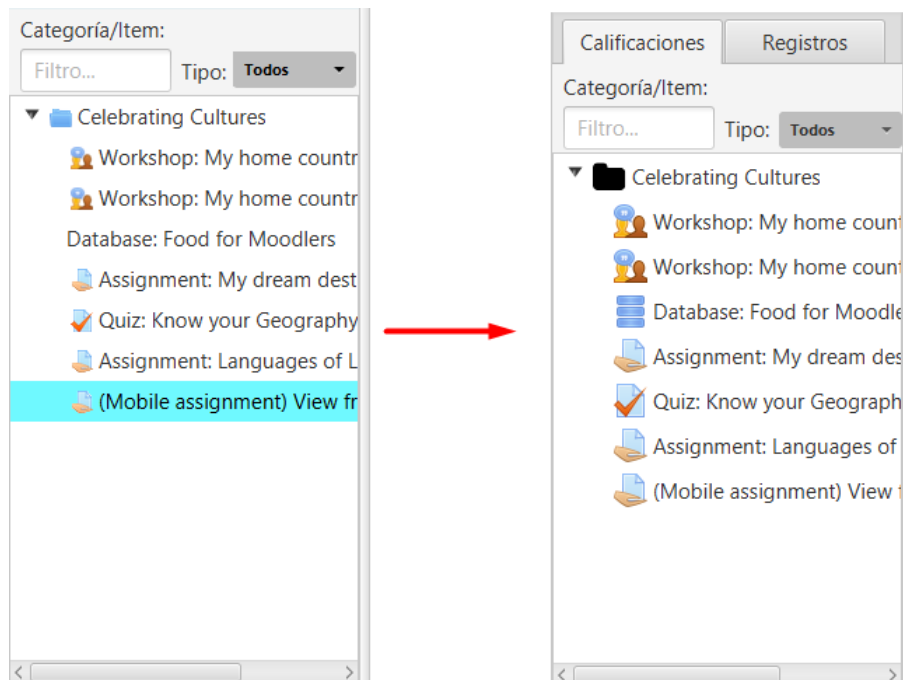 Categoría/Item:
Filtro... Tipo: Todos
Celebrating Cultures
Workshop: My home countr
Workshop: My home countr
Database: Food for Moodlers
Assignment: My dream dest
Quiz: Know your Geography
Assignment: Languages of L
(Mobile assignment) View fr
Calificaciones Registros
Categoría/Item:
Filtro... Tipo: Todos
Celebrating Cultures
Workshop: My home coun
Workshop: My home coun
Database: Food for Moodle
Assignment: My dream des
Quiz: Know your Geograph
Assignment: Languages of
(Mobile assignment) View